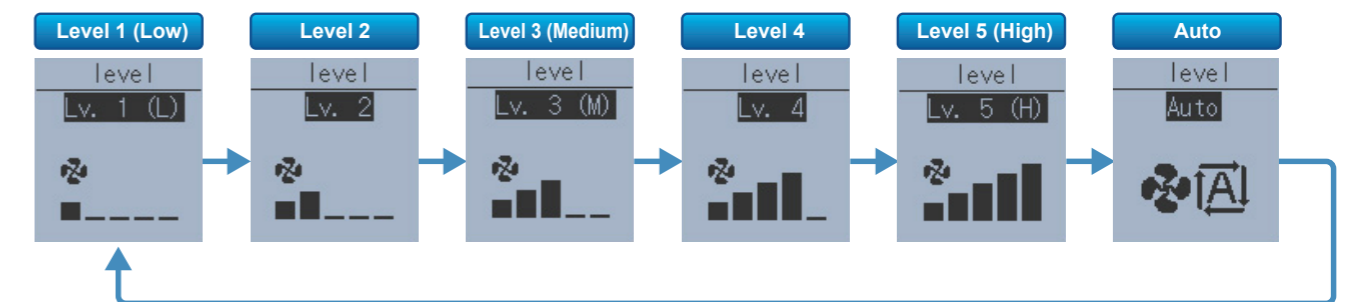 Level 1 (Low)
level
Lv. 1 (L)
Level 2
level
Lv. 2
Level 3 (Medium)
level
Lv. 3 (M)
Level 4
level
Lv. 4
Level 5 (High)
level
Lv. 5 (H)
Auto
level
Auto
A